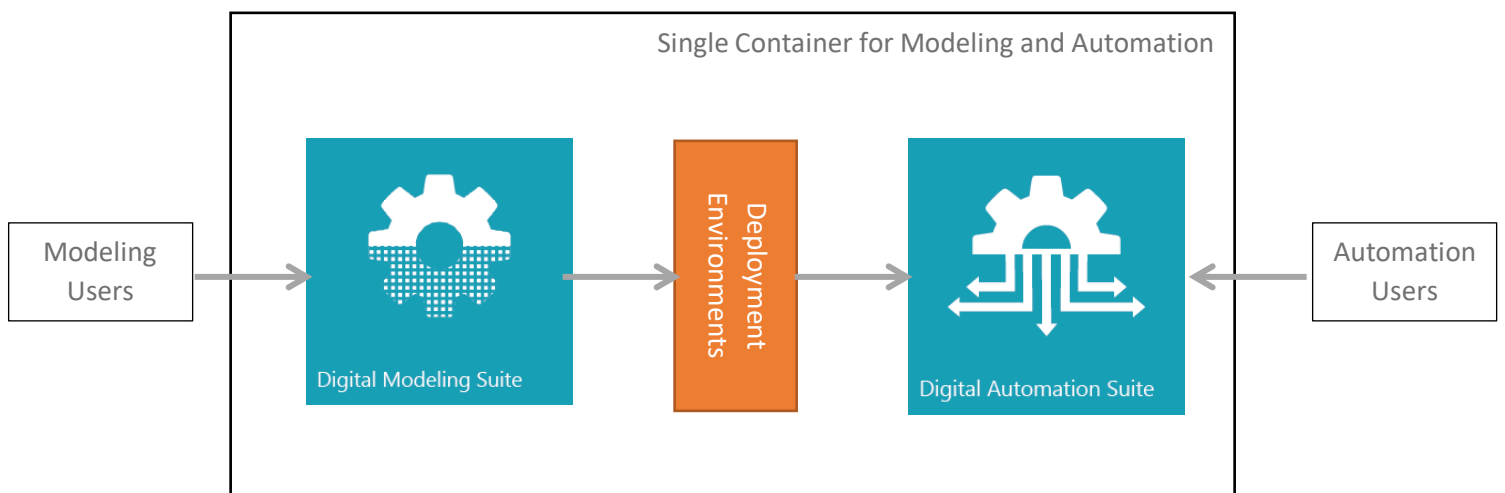 Single Container for Modeling and Automation
Modeling
Users
Digital Modeling Suite
Deployment
Environments
Digital Automation Suite
Automation
Users